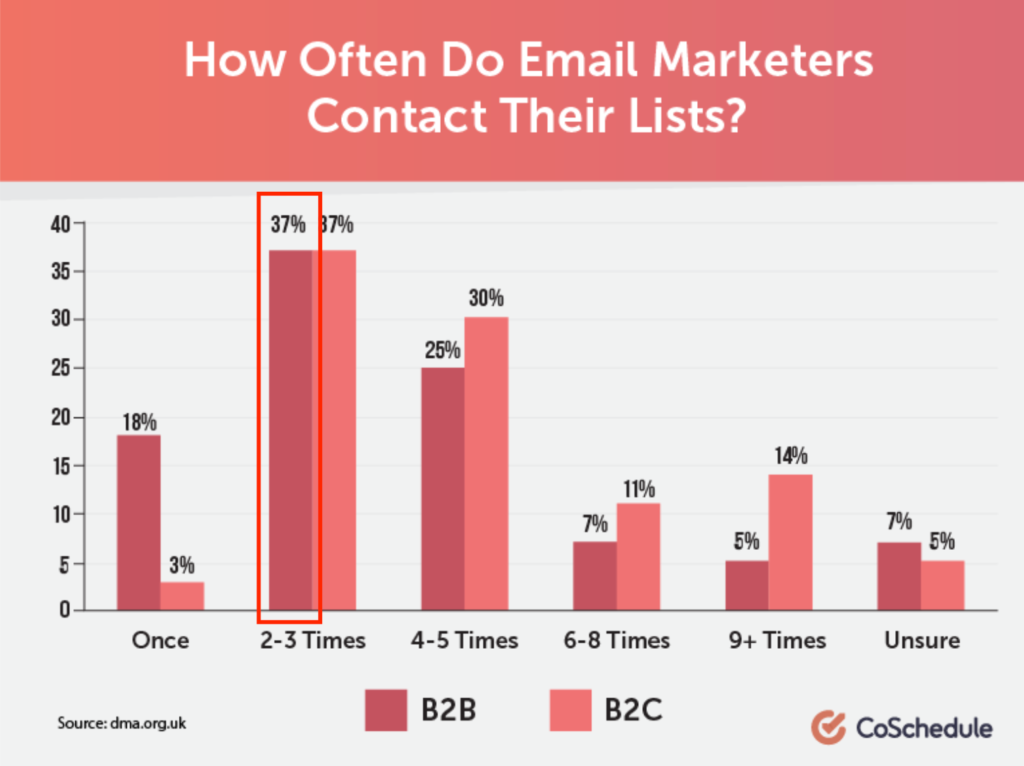 How Often Do Email Marketers
Contact Their Lists?
40
35
30
25
20
15
10
5
0
18%
3%
37%
37%
25%
30%
7%
11%
5%
14%
7%
5%
Once
2-3 Times
4-5 Times
6-8 Times
9+ Times
Unsure
B2B
B2C
Source: dma.org.uk
CoSchedule